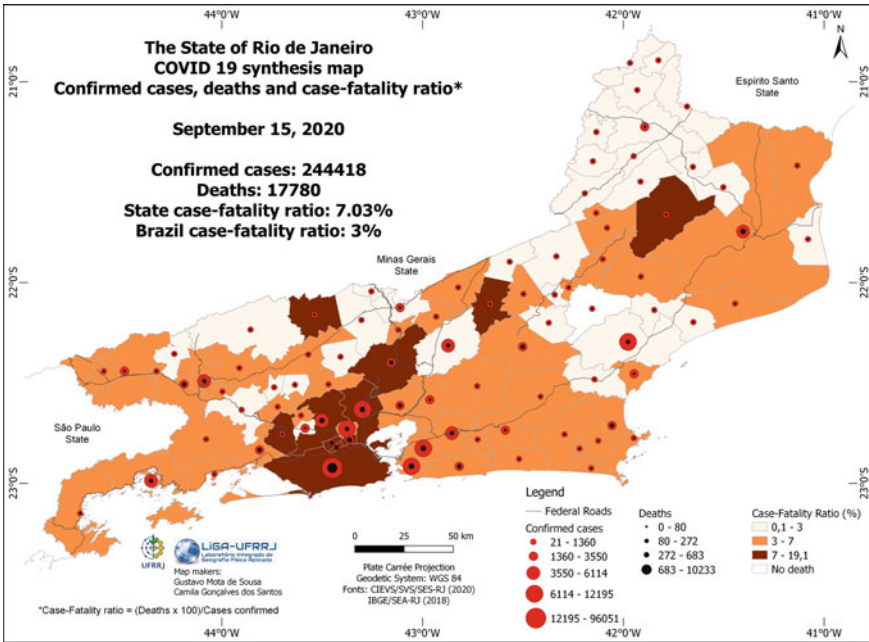 44°0'W
43°0'W
42°0'W
41°0'W
The State of Rio de Janeiro
COVID 19 synthesis map
Confirmed cases, deaths and case-fatality ratio*
September 15, 2020
Confirmed cases: 244418
Deaths: 17780
State case-fatality ratio: 7.03%
Brazil case-fatality ratio: 3%
N
21°0'S
21°0'S
Espirito Santo
State
Minas Gerais
State
22°0'S
22°0'S
São Paulo
State
23°0'S
23°0'S
UFRRJ
LiGA-UFRRJ
Laboratório Integrado de
Geografia Física Aplicada
Map makers:
Gustavo Mota de Sousa
Camila Gonçalves dos Santos
*Case-Fatality ratio = (Deaths x 100)/Cases confirmed
0 25 50 km
Plate Carrée Projection
Geodetic System: WGS 84
Fonts: CIEVS/SVS/SES-RJ (2020)
IBGE/SEA-RJ (2018)
Legend
Federal Roads
Confirmed cases
21 - 1360
1360 - 3550
3550 - 6114
6114 - 12195
12195 - 96051
Deaths
0 - 80
80 - 272
272 - 683
683 - 10233
Case-Fatality Ratio (%)
0,1 - 3
3 - 7
7 - 19,1
No death
44°0'W
43°0'W
42°0'W
41°0'W